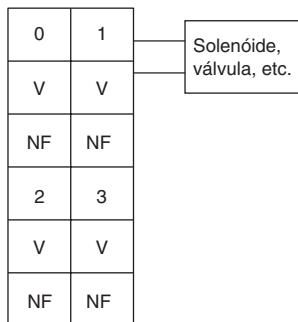 0 1
Solenóide,
válvula, etc.
V V
NF NF
2 3
V V
NF NF